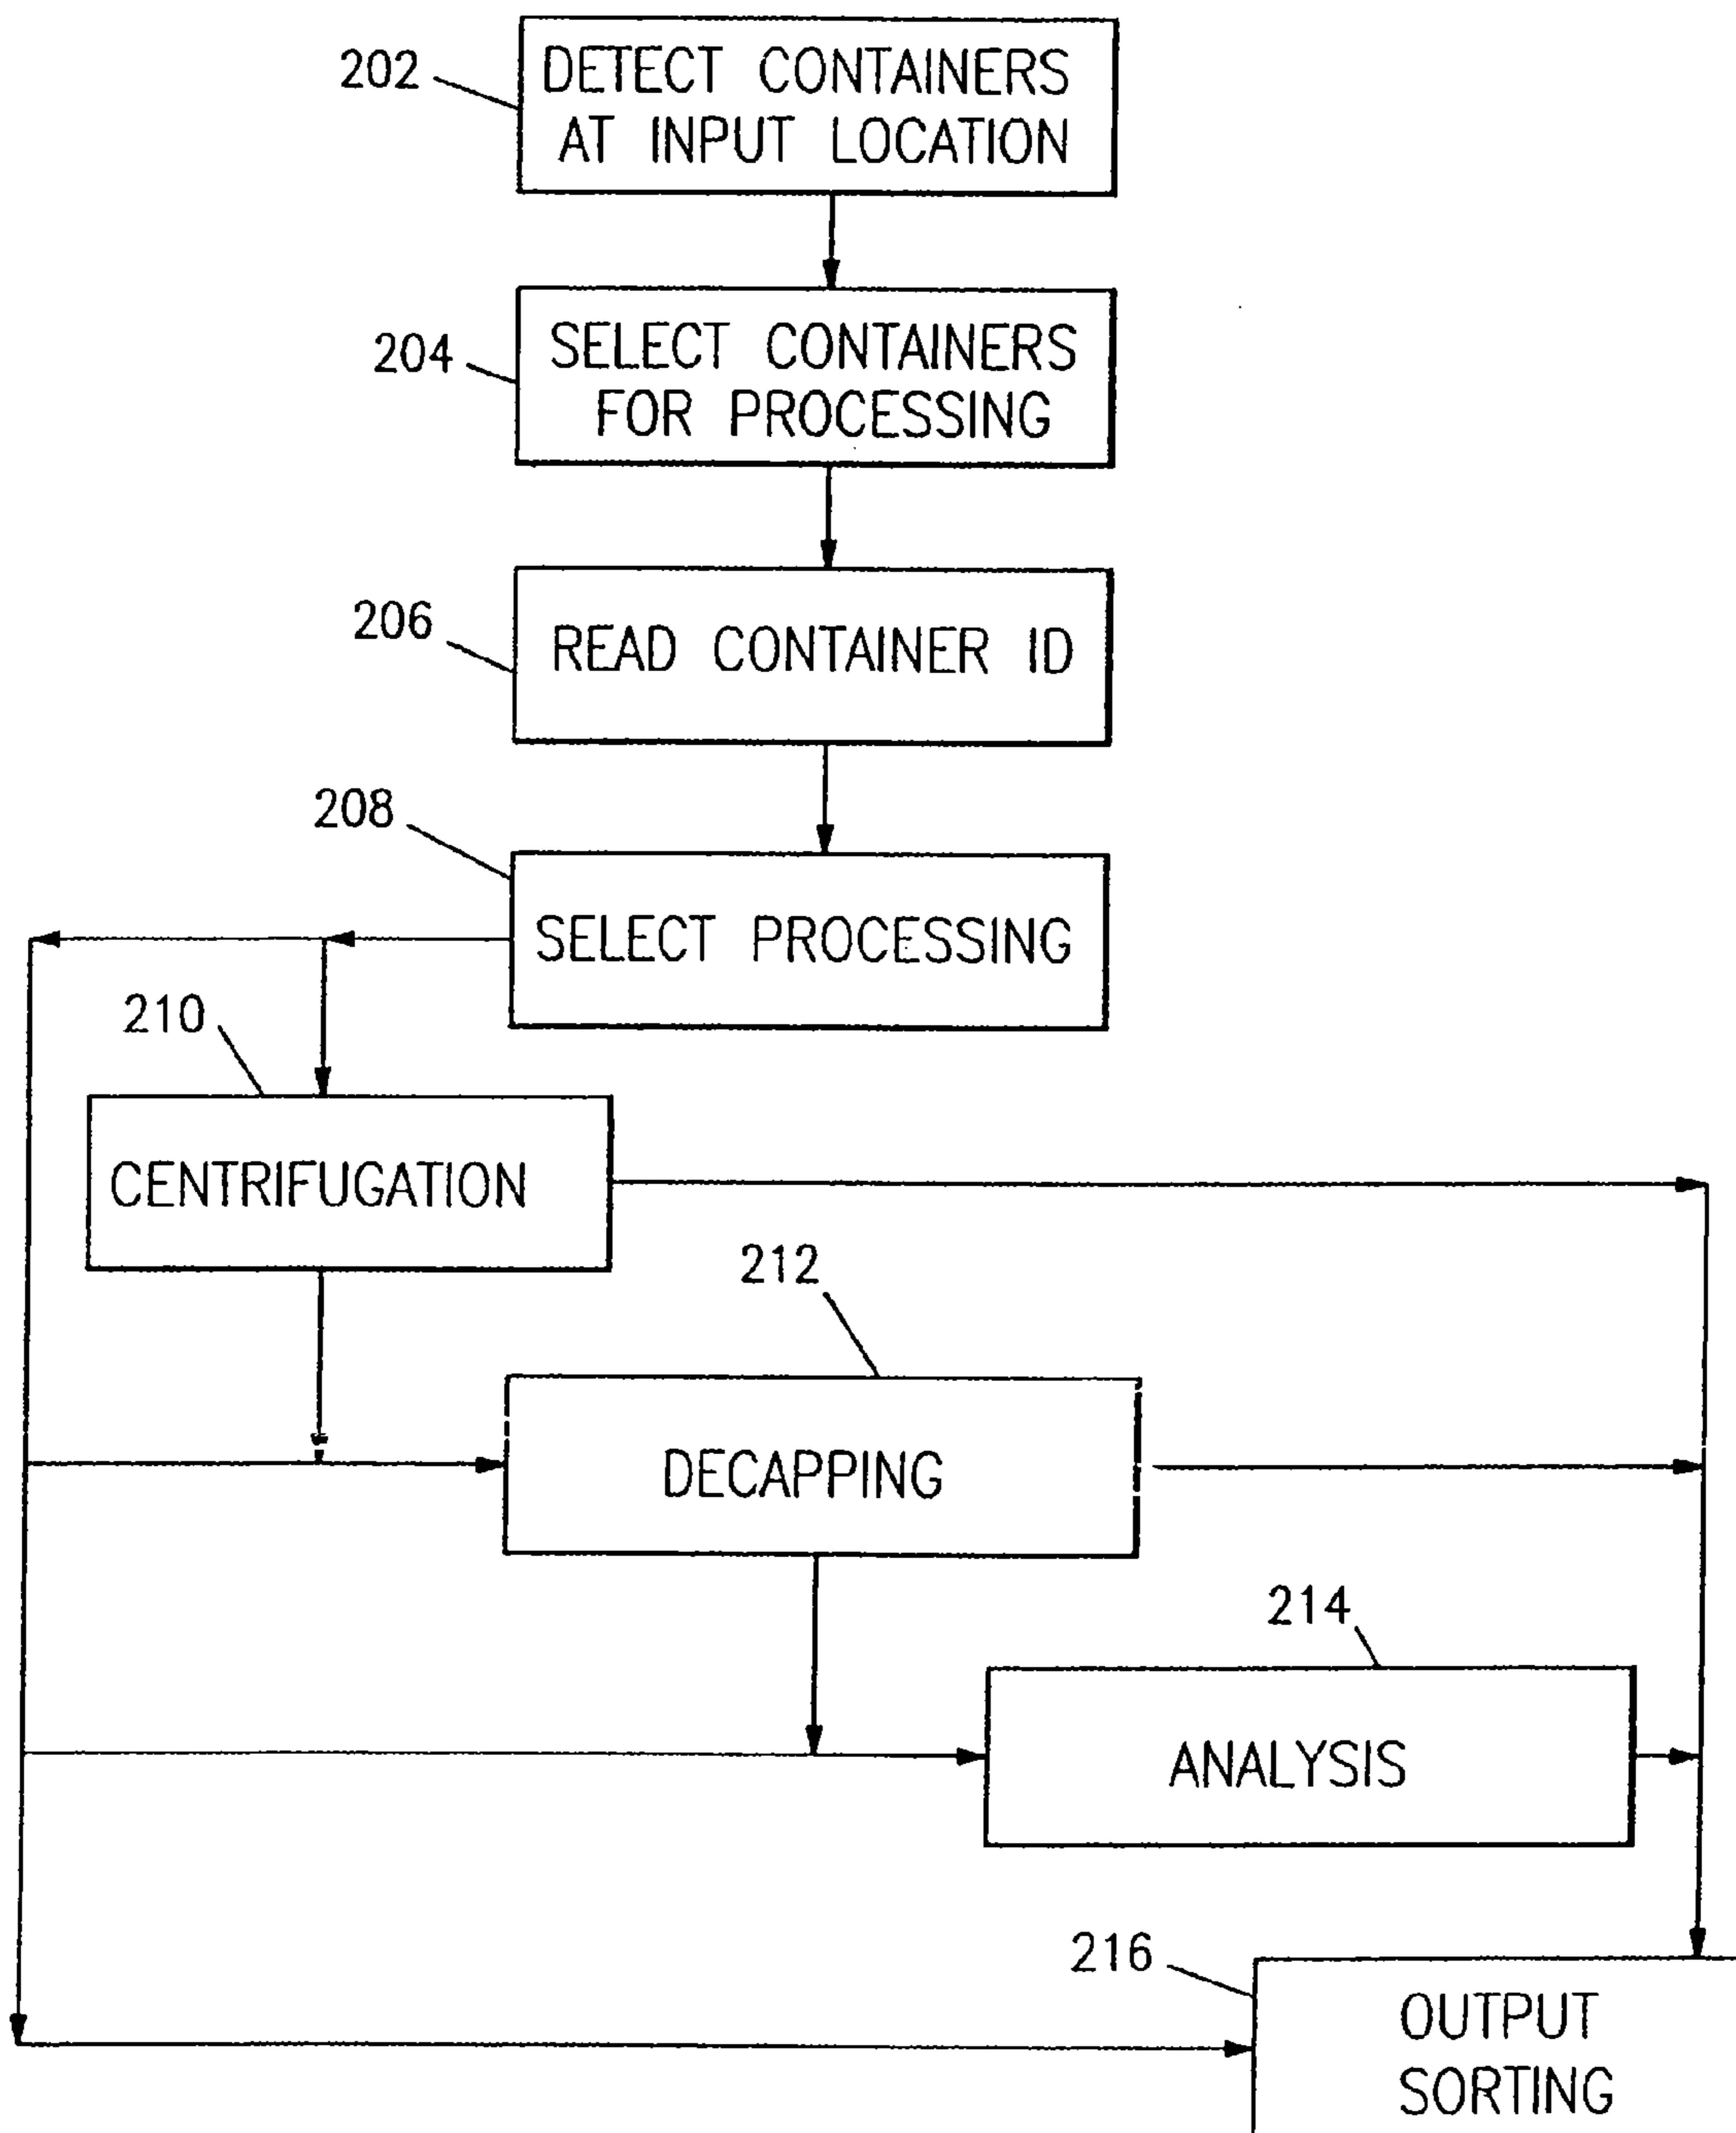 202
DETECT CONTAINERS
AT INPUT LOCATION
204
SELECT CONTAINERS
FOR PROCESSING
206
READ CONTAINER ID
208
SELECT PROCESSING
210
CENTRIFUGATION
212
DECAPPING
214
ANALYSIS
216
OUTPUT
SORTING